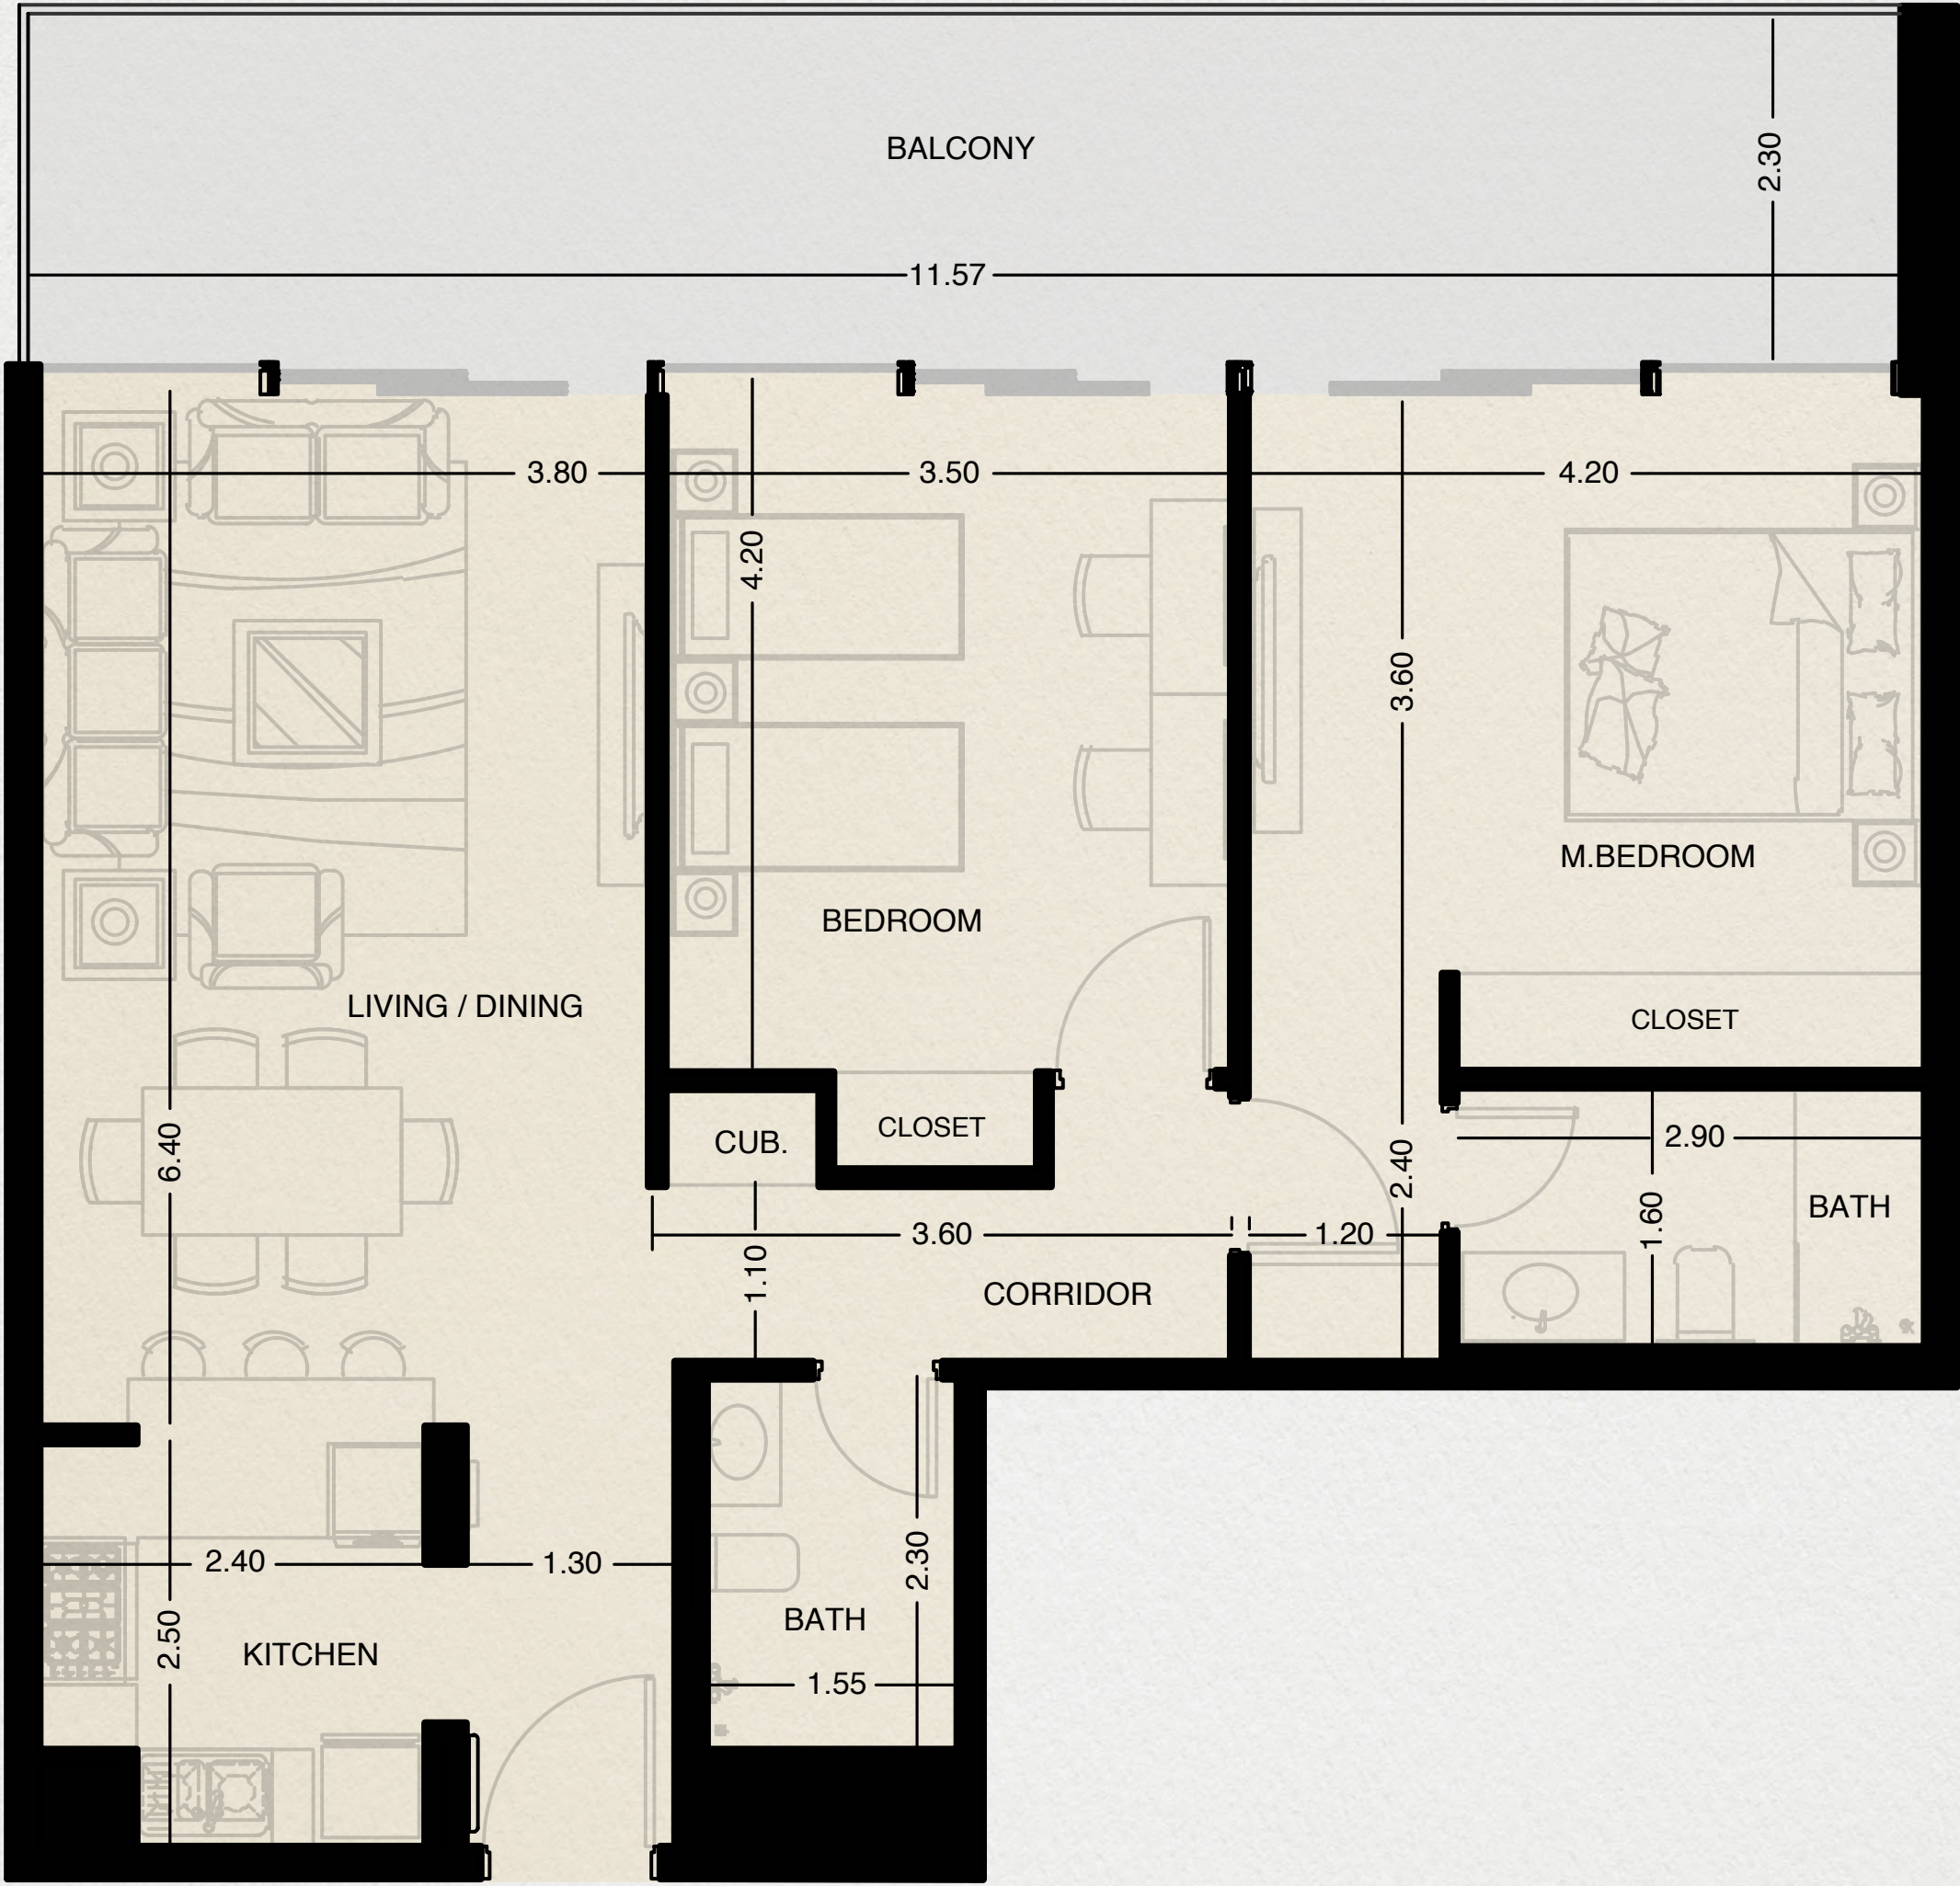 BALCONY
2.30
11.57
3.80
3.50
4.20
4.20
3.60
M.BEDROOM
BEDROOM
LIVING / DINING
CLOSET
CLOSET
CUB.
6.40
2.40
2.90
1.60
BATH
3.60
1.20
1.10
CORRIDOR
2.40
1.30
2.30
2.50
KITCHEN
BATH
1.55